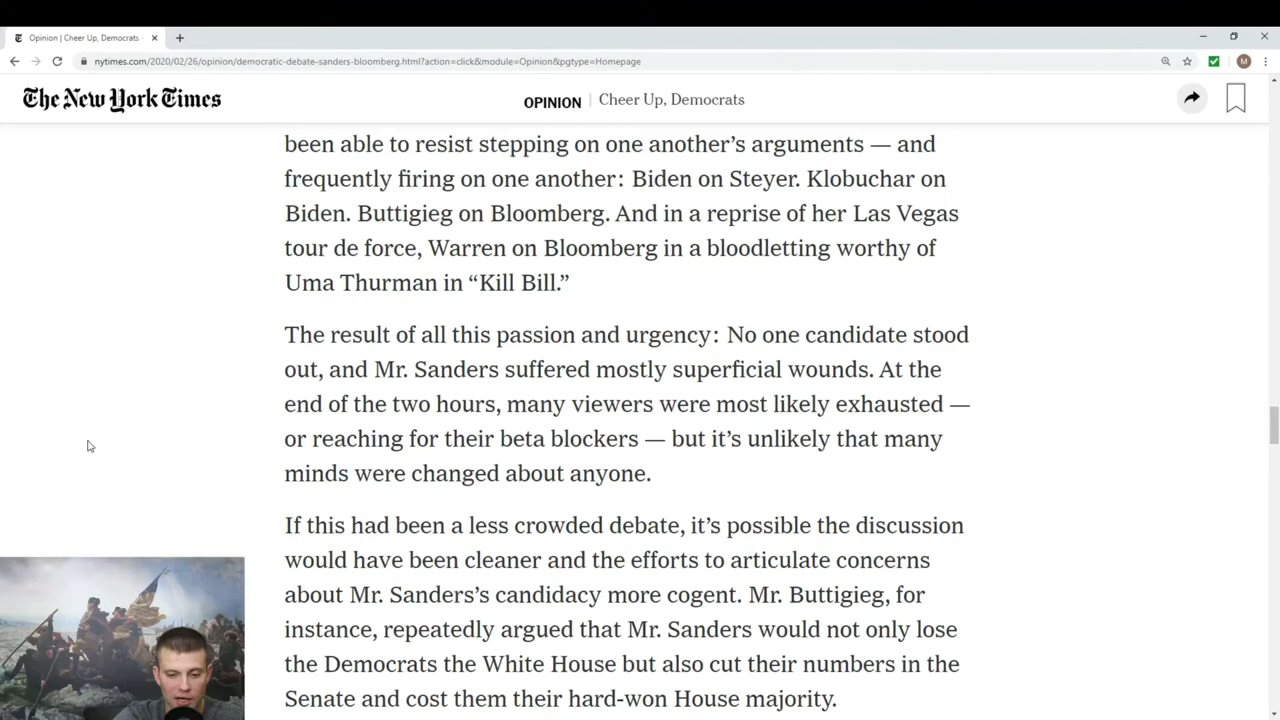 Opinion | Cheer Up, Democrats
nytimes.com/2020/02/26/opinion/democratic-debate-sanders-bloomberg.html?action=click&module=Opinion&pgtype=Homepage
M
The New York Times
OPINION | Cheer Up, Democrats
been able to resist stepping on one another’s arguments — and
frequently firing on one another: Biden on Steyer. Klobuchar on
Biden. Buttigieg on Bloomberg. And in a reprise of her Las Vegas
tour de force, Warren on Bloomberg in a bloodletting worthy of
Uma Thurman in “Kill Bill.”
The result of all this passion and urgency: No one candidate stood
out, and Mr. Sanders suffered mostly superficial wounds. At the
end of the two hours, many viewers were most likely exhausted —
or reaching for their beta blockers — but it’s unlikely that many
minds were changed about anyone.
If this had been a less crowded debate, it’s possible the discussion
would have been cleaner and the efforts to articulate concerns
about Mr. Sanders’s candidacy more cogent. Mr. Buttigieg, for
instance, repeatedly argued that Mr. Sanders would not only lose
the Democrats the White House but also cut their numbers in the
Senate and cost them their hard-won House majority.